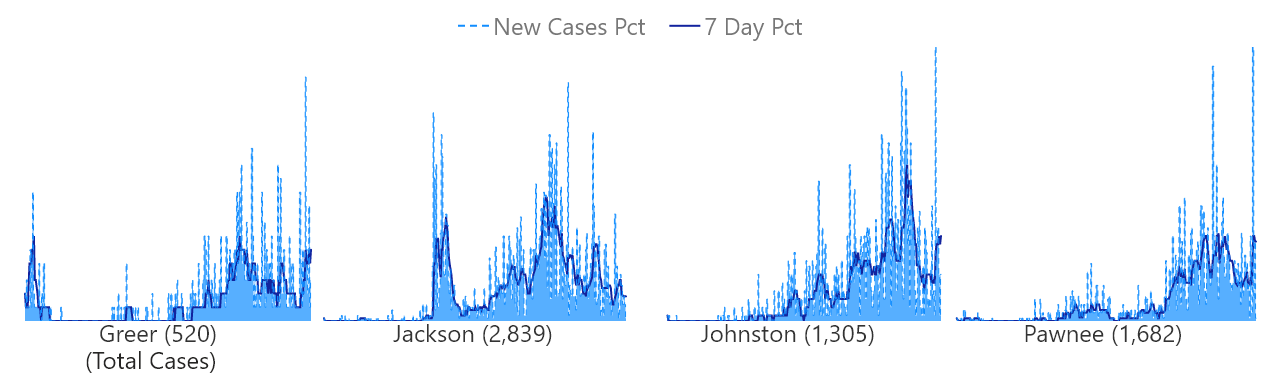 New Cases Pct 7 Day Pct
Greer (520) Jackson (2,839) Johnston (1,305) Pawnee (1,682)
(Total Cases)